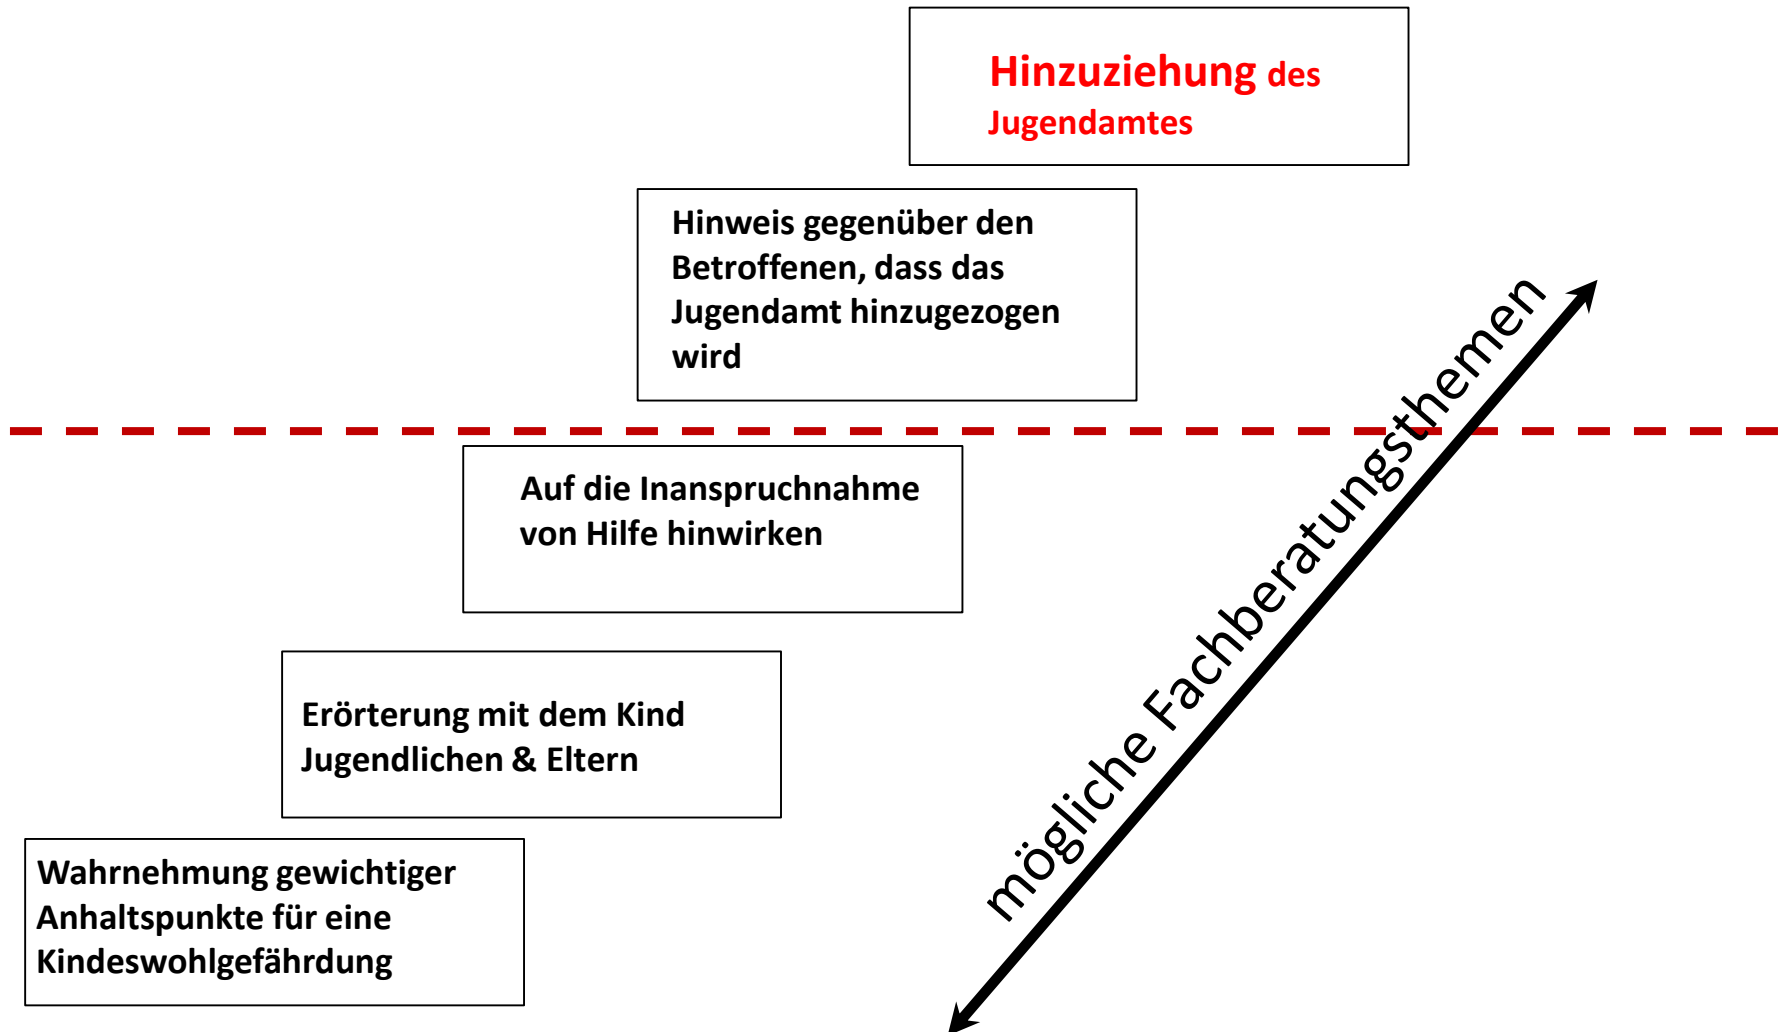 Hinzuziehung des
Jugendamtes
Hinweis gegenüber den
Betroffenen, dass das
Jugendamt hinzugezogen
wird
Auf die Inanspruchnahme
von Hilfe hinwirken
Erörterung mit dem Kind
Jugendlichen & Eltern
Wahrnehmung gewichtiger
Anhaltspunkte für eine
Kindeswohlgefährdung
mögliche Fachberatungsthemen